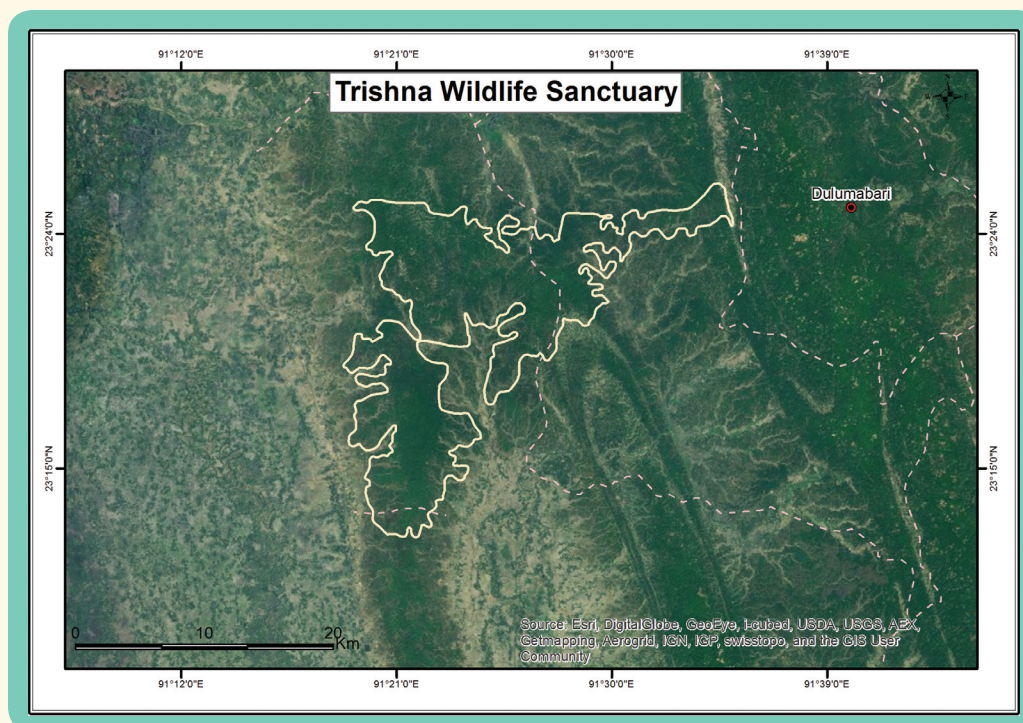 91°12'0"E 91°21'0"E 91°30'0"E 91°39'0"E
Trishna Wildlife Sanctuary
Dulumabari
23°24'0"N 23°24'0"N
23°15'0"N 23°15'0"N
0 10 20
Km
Source: Esri, DigitalGlobe, GeoEye, i-cubed, USDA, USGS, AEX,
Getmapping, Aerogrid, IGN, IGP, swisstopo, and the GIS User
Community
91°12'0"E 91°21'0"E 91°30'0"E 91°39'0"E